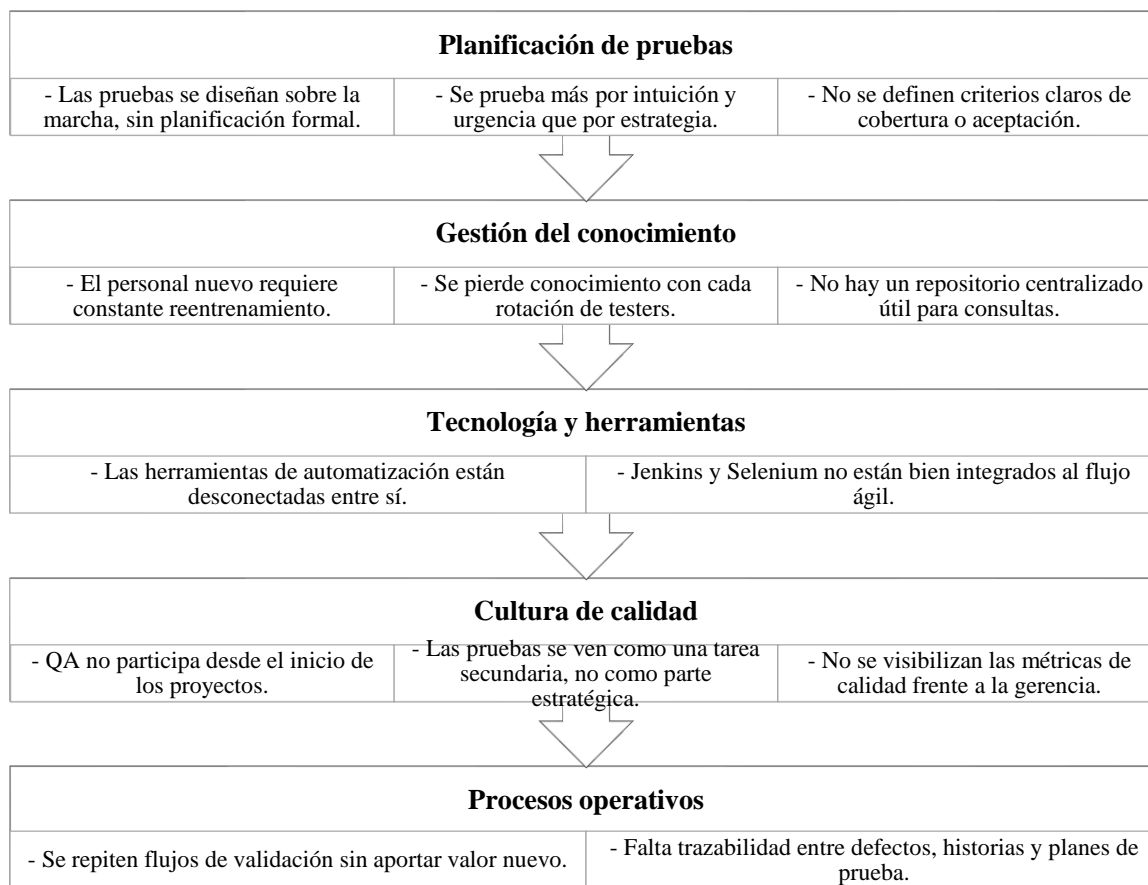 Planificación de pruebas
- Las pruebas se diseñan sobre la
marcha, sin planificación formal.
- Se prueba más por intuición y
urgencia que por estrategia.
- No se definen criterios claros de
cobertura o aceptación.
Gestión del conocimiento
- El personal nuevo requiere
constante reentrenamiento.
- Se pierde conocimiento con cada
rotación de testers.
- No hay un repositorio centralizado
útil para consultas.
Tecnología y herramientas
- Las herramientas de automatización están
desconectadas entre sí.
- Jenkins y Selenium no están bien integrados al flujo
ágil.
Cultura de calidad
- QA no participa desde el inicio de
los proyectos.
- Las pruebas se ven como una tarea
secundaria, no como parte
estratégica.
- No se visibilizan las métricas de
calidad frente a la gerencia.
Procesos operativos
- Se repiten flujos de validación sin aportar valor nuevo.
- Falta trazabilidad entre defectos, historias y planes de
prueba.